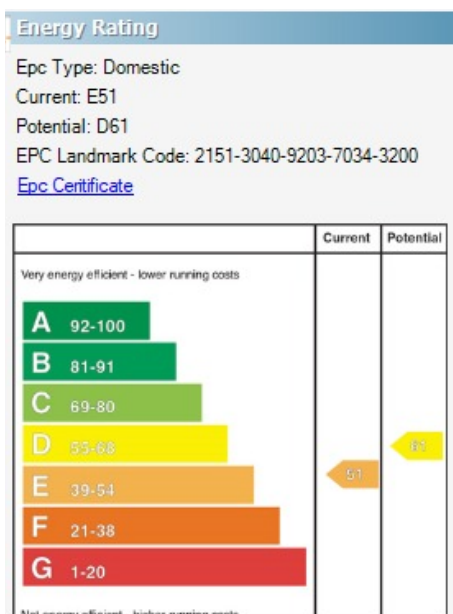 Energy Rating
Epc Type: Domestic
Current: E51
Potential: D61
EPC Landmark Code: 2151-3040-9203-7034-3200
Epc Ceritificate
Current Potential
Very energy efficient - lower running costs
A 92-100
B 81-91
C 69-80
D 55-68
61
E 39-54
51
F 21-38
G 1-20
Not energy efficient - higher running costs